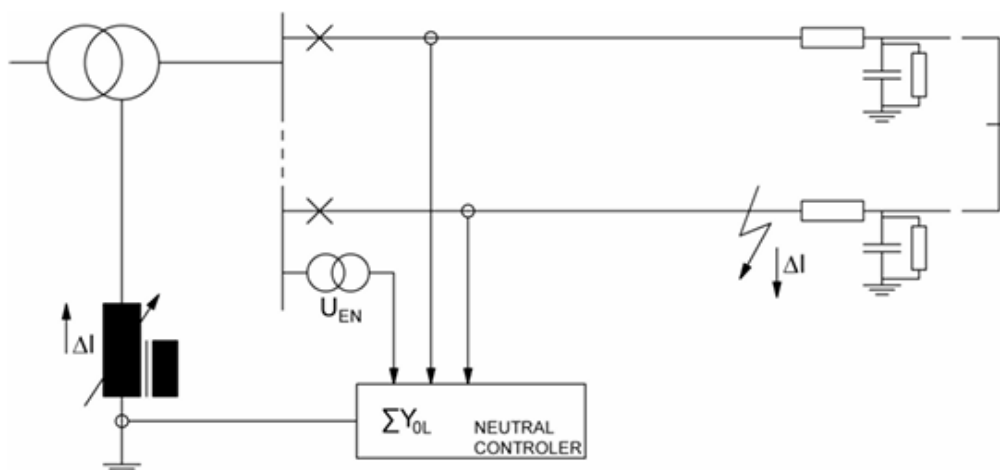 U_EN
ΔI
ΔI
ΣY_0L NEUTRAL
CONTROLER